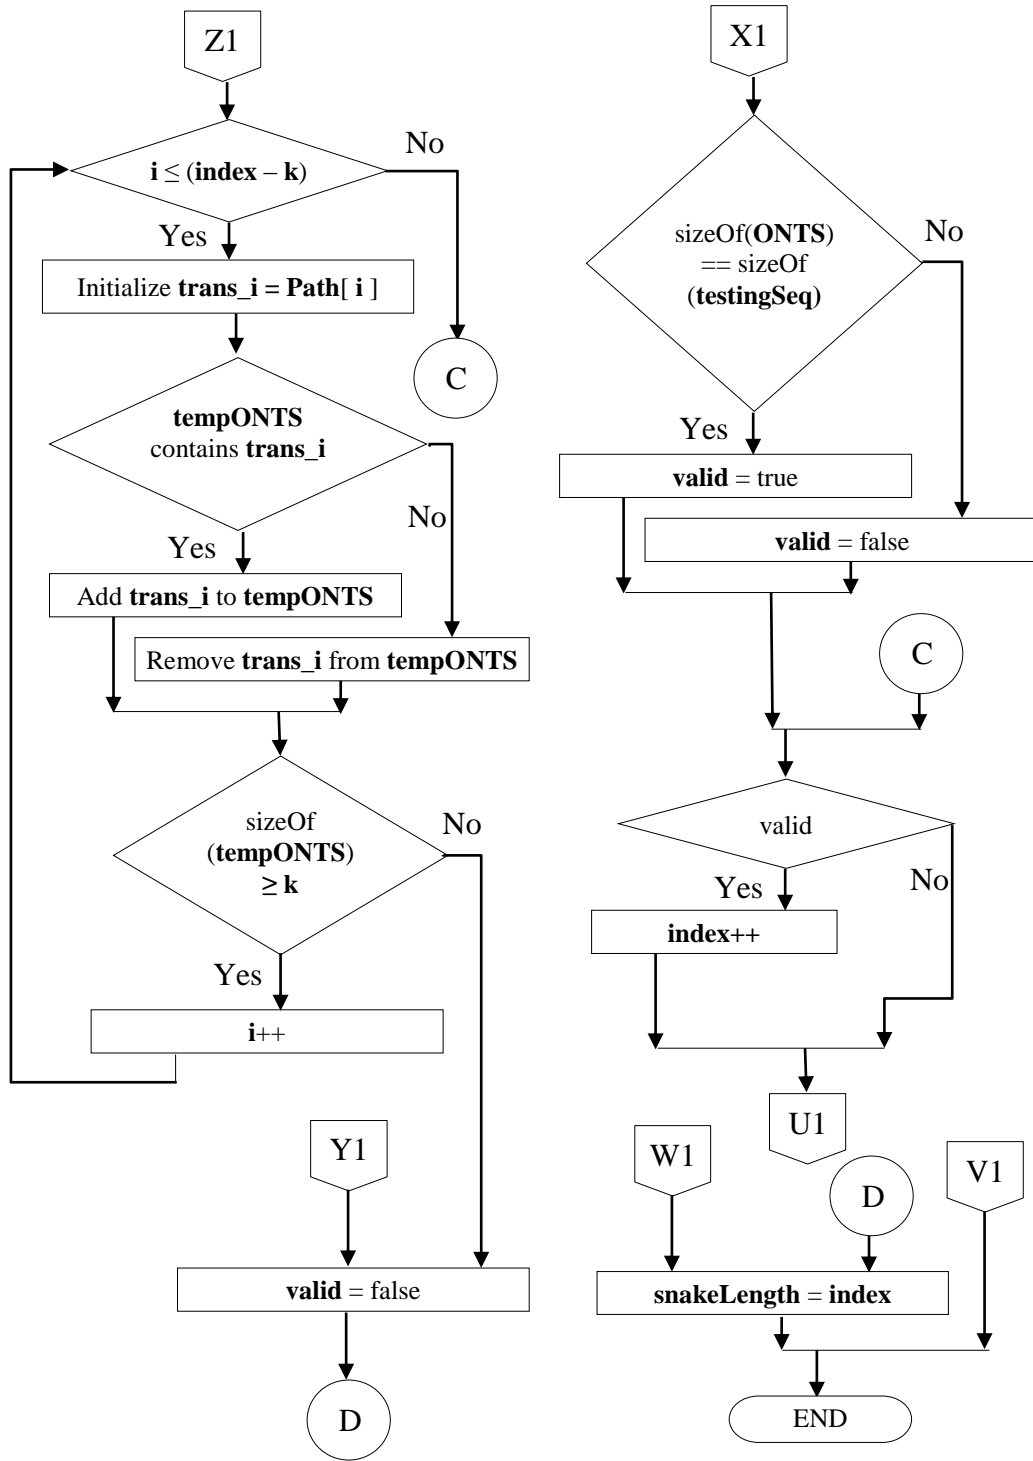 Z1
i ≤ (index – k)
No
Yes
Initialize trans_i = Path[ i ]
C
tempONTS
contains trans_i
No
Yes
Add trans_i to tempONTS
Remove trans_i from tempONTS
sizeOf
(tempONTS)
≥ k
No
Yes
i++
Y1
valid = false
D
X1
sizeOf(ONTS)
== sizeOf
(testingSeq)
No
Yes
valid = true
valid = false
C
valid
Yes
No
index++
U1
W1
D
V1
snakeLength = index
END